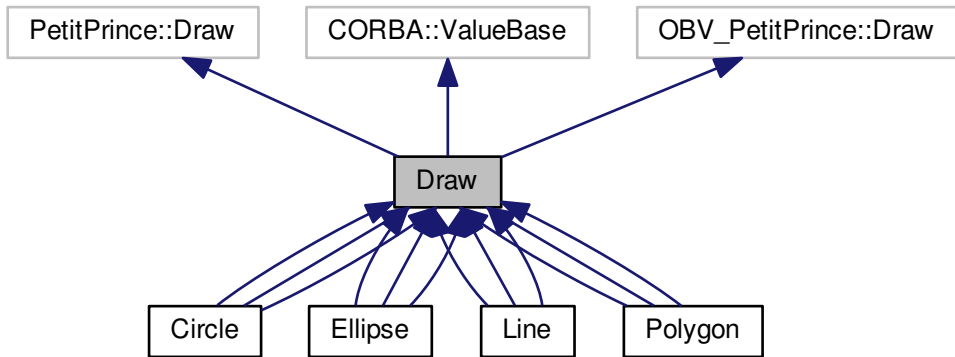 PetitPrince::Draw
CORBA::ValueBase
OBV_PetitPrince::Draw
Draw
Circle
Ellipse
Line
Polygon